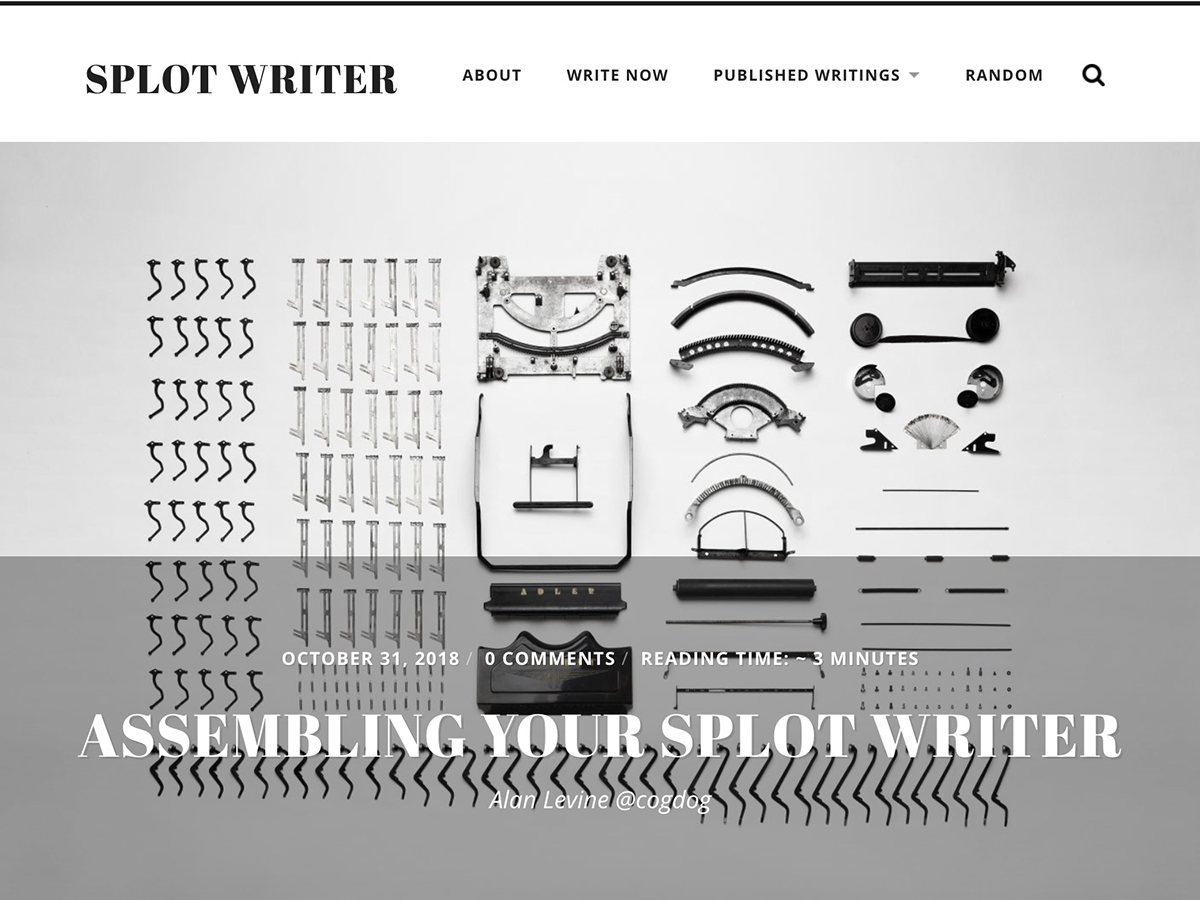 SPLOT WRITER
ABOUT WRITE NOW PUBLISHED WRITINGS RANDOM
ADLER
OCTOBER 31, 2018 / 0 COMMENTS / READING TIME: ~ 3 MINUTES
ASSEMBLING YOUR SPLOT WRITER
Alan Levine @cogdog